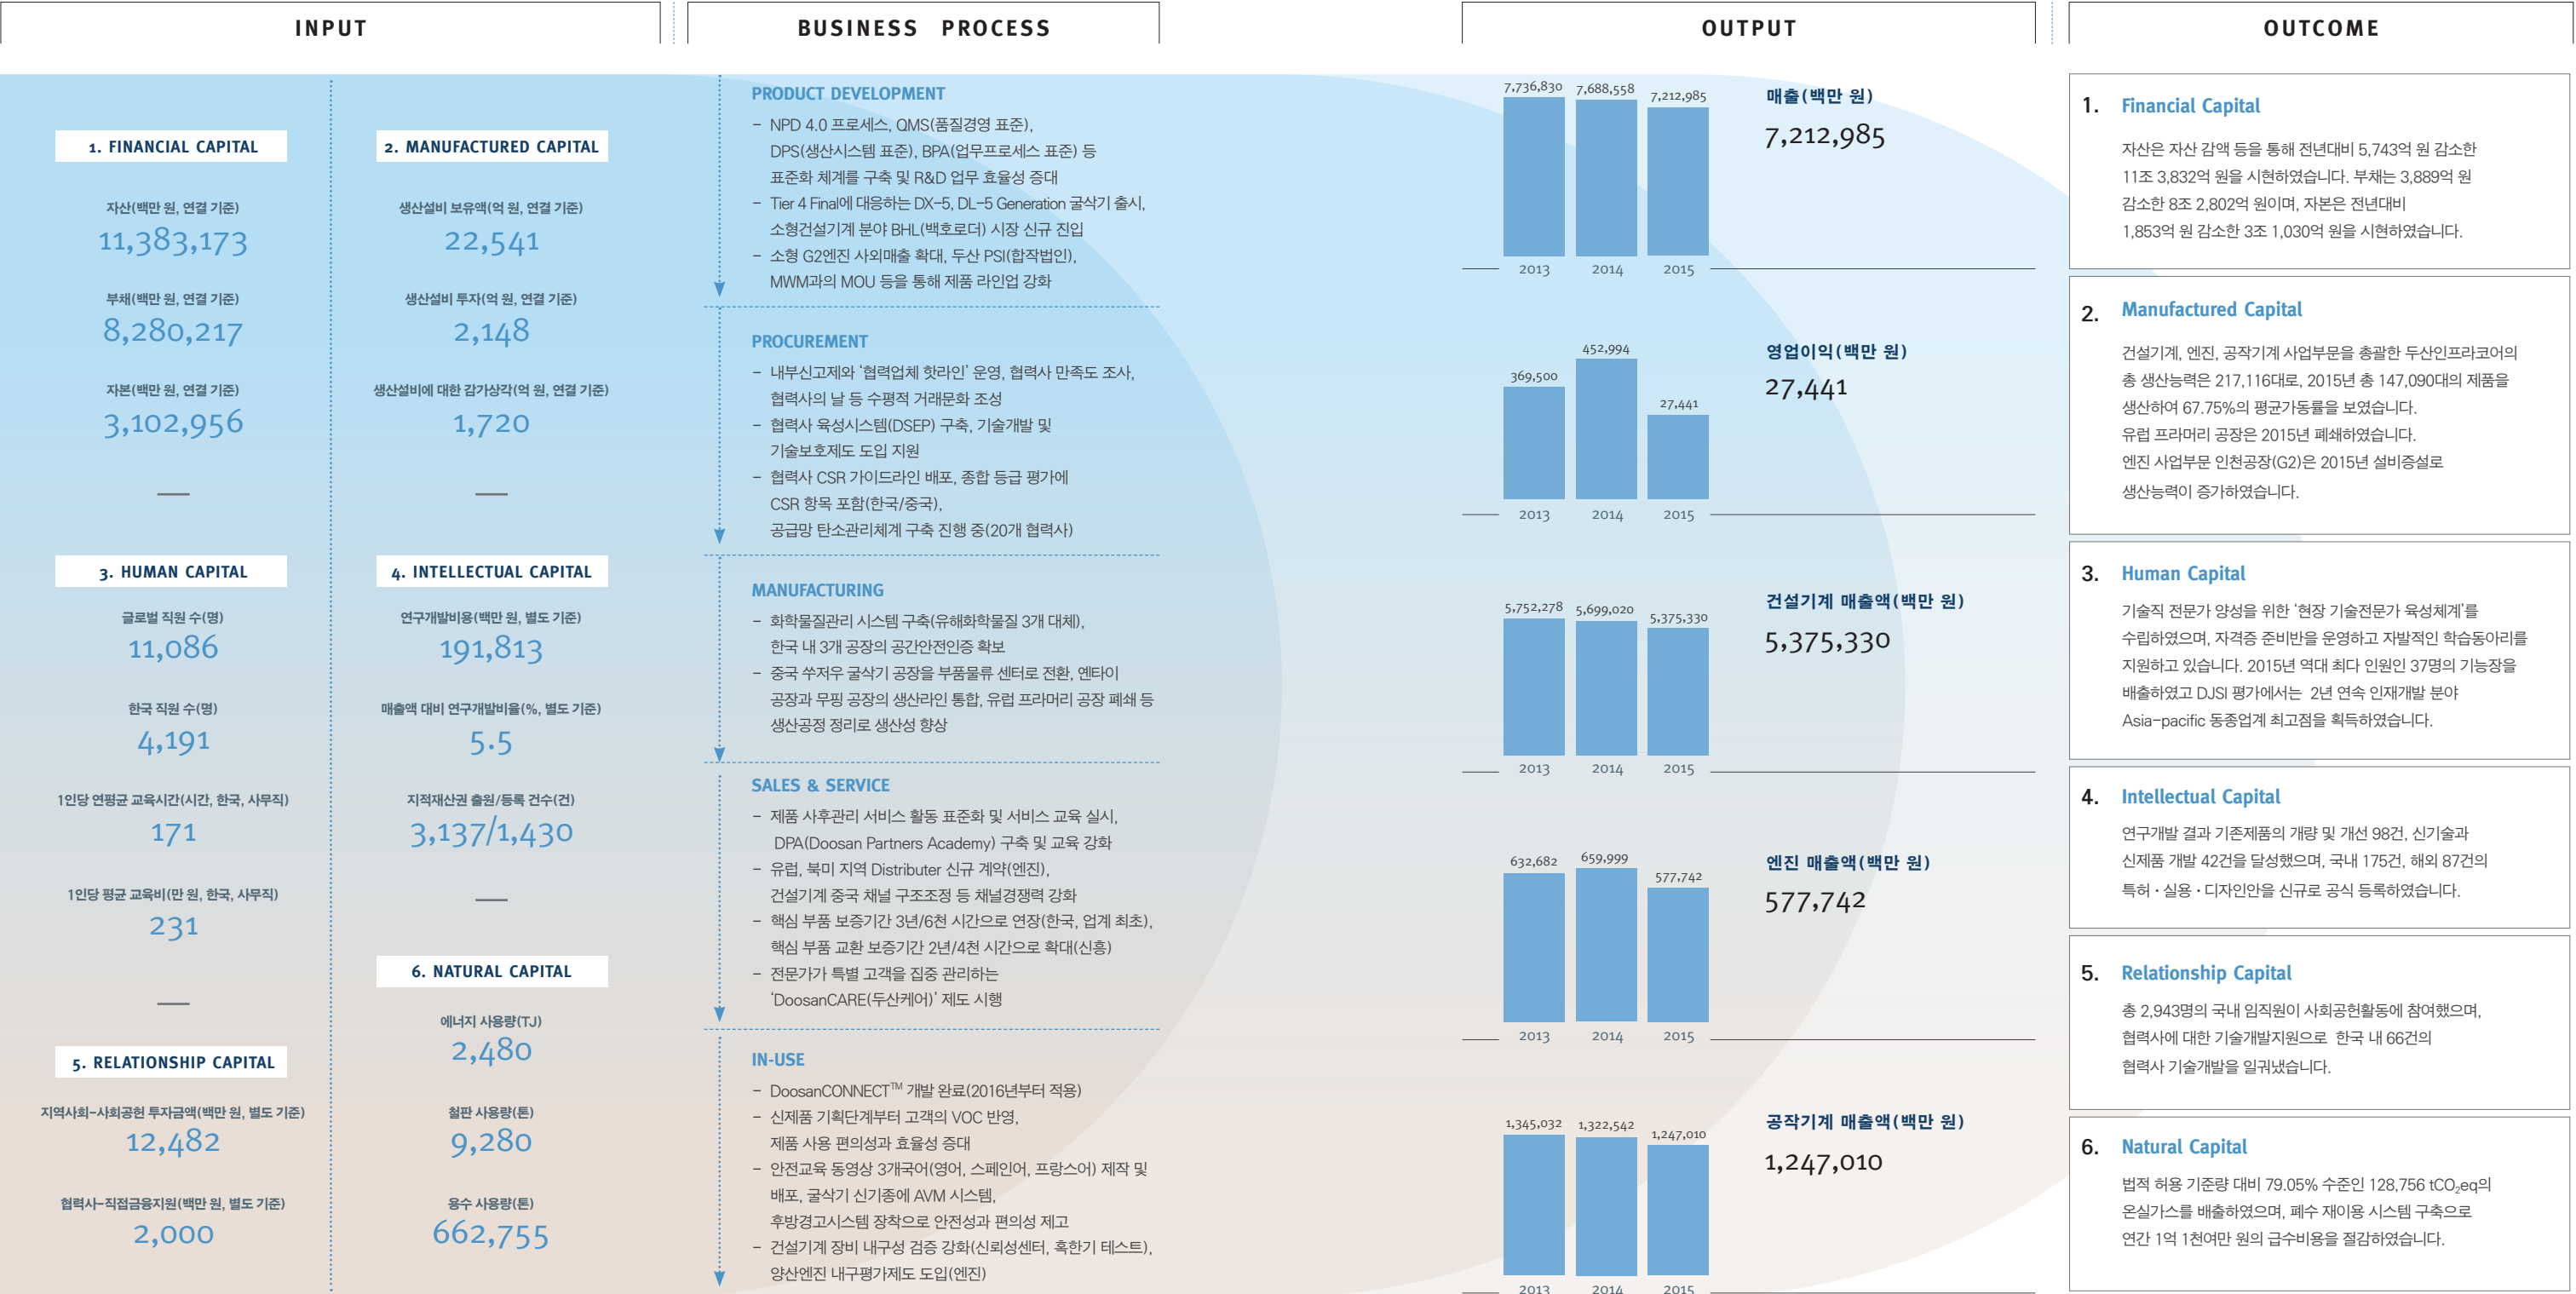 INPUT
1. FINANCIAL CAPITAL
자산(백만 원, 연결 기준)
11,383,173
부채(백만 원, 연결 기준)
8,280,217
자본(백만 원, 연결 기준)
3,102,956
2. MANUFACTURED CAPITAL
생산설비 보유액(억 원, 연결 기준)
22,541
생산설비 투자(억 원, 연결 기준)
2,148
생산설비에 대한 감가상각(억 원, 연결 기준)
1,720
3. HUMAN CAPITAL
글로벌 직원 수(명)
11,086
한국 직원 수(명)
4,191
1인당 연평균 교육시간(시간, 한국, 사무직)
171
1인당 평균 교육비(만 원, 한국, 사무직)
231
4. INTELLECTUAL CAPITAL
연구개발비용(백만 원, 별도 기준)
191,813
매출액 대비 연구개발비율(%, 별도 기준)
5.5
지적재산권 출원/등록 건수(건)
3,137/1,430
5. RELATIONSHIP CAPITAL
지역사회-사회공헌 투자금액(백만 원, 별도 기준)
12,482
협력사-직접금융지원(백만 원, 별도 기준)
2,000
6. NATURAL CAPITAL
에너지 사용량(TJ)
2,480
철판 사용량(톤)
9,280
용수 사용량(톤)
662,755
BUSINESS PROCESS
PRODUCT DEVELOPMENT
- NPD 4.0 프로세스, QMS(품질경영 표준),
DPS(생산시스템 표준), BPA(업무프로세스 표준) 등
표준화 체계를 구축 및 R&D 업무 효율성 증대
- Tier 4 Final에 대응하는 DX-5, DL-5 Generation 굴삭기 출시,
소형건설기계 분야 BHL(백호로더) 시장 신규 진입
- 소형 G2엔진 사외매출 확대, 두산 PSI(합작법인),
MWM과의 MOU 등을 통해 제품 라인업 강화
PROCUREMENT
- 내부신고제와 ‘협력업체 핫라인’ 운영, 협력사 만족도 조사,
협력사의 날 등 수평적 거래문화 조성
- 협력사 육성시스템(DSEP) 구축, 기술개발 및
기술보호제도 도입 지원
- 협력사 CSR 가이드라인 배포, 종합 등급 평가에
CSR 항목 포함(한국/중국),
공급망 탄소관리체계 구축 진행 중(20개 협력사)
MANUFACTURING
- 화학물질관리 시스템 구축(유해화학물질 3개 대체),
한국 내 3개 공장의 공간안전인증 확보
- 중국 쑤저우 굴삭기 공장을 부품물류 센터로 전환, 옌타이
공장과 무핑 공장의 생산라인 통합, 유럽 프라머리 공장 폐쇄 등
생산공정 정리로 생산성 향상
SALES & SERVICE
- 제품 사후관리 서비스 활동 표준화 및 서비스 교육 실시,
DPA(Doosan Partners Academy) 구축 및 교육 강화
- 유럽, 북미 지역 Distributer 신규 계약(엔진),
건설기계 중국 채널 구조조정 등 채널경쟁력 강화
- 핵심 부품 보증기간 3년/6천 시간으로 연장(한국, 업계 최초),
핵심 부품 교환 보증기간 2년/4천 시간으로 확대(신흥)
- 전문가가 특별 고객을 집중 관리하는
‘DoosanCARE(두산케어)’ 제도 시행
IN-USE
- DoosanCONNECT™ 개발 완료(2016년부터 적용)
- 신제품 기획단계부터 고객의 VOC 반영,
제품 사용 편의성과 효율성 증대
- 안전교육 동영상 3개국어(영어, 스페인어, 프랑스어) 제작 및
배포, 굴삭기 신기종에 AVM 시스템,
후방경고시스템 장착으로 안전성과 편의성 제고
- 건설기계 장비 내구성 검증 강화(신뢰성센터, 혹한기 테스트),
양산엔진 내구평가제도 도입(엔진)
OUTPUT
7,736,830 7,688,558 7,212,985
2013 2014 2015
매출(백만 원)
7,212,985
369,500 452,994 27,441
2013 2014 2015
영업이익(백만 원)
27,441
5,752,278 5,699,020 5,375,330
2013 2014 2015
건설기계 매출액(백만 원)
5,375,330
632,682 659,999 577,742
2013 2014 2015
엔진 매출액(백만 원)
577,742
1,345,032 1,322,542 1,247,010
2013 2014 2015
공작기계 매출액(백만 원)
1,247,010
OUTCOME
1. Financial Capital
자산은 자산 감액 등을 통해 전년대비 5,743억 원 감소한
11조 3,832억 원을 시현하였습니다. 부채는 3,889억 원
감소한 8조 2,802억 원이며, 자본은 전년대비
1,853억 원 감소한 3조 1,030억 원을 시현하였습니다.
2. Manufactured Capital
건설기계, 엔진, 공작기계 사업부문을 총괄한 두산인프라코어의
총 생산능력은 217,116대로, 2015년 총 147,090대의 제품을
생산하여 67.75%의 평균가동률을 보였습니다.
유럽 프라머리 공장은 2015년 폐쇄하였습니다.
엔진 사업부문 인천공장(G2)은 2015년 설비증설로
생산능력이 증가하였습니다.
3. Human Capital
기술직 전문가 양성을 위한 ‘현장 기술전문가 육성체계’를
수립하였으며, 자격증 준비반을 운영하고 자발적인 학습동아리를
지원하고 있습니다. 2015년 역대 최다 인원인 37명의 기능장을
배출하였고 DJSI 평가에서는 2년 연속 인재개발 분야
Asia-pacific 동종업계 최고점을 획득하였습니다.
4. Intellectual Capital
연구개발 결과 기존제품의 개량 및 개선 98건, 신기술과
신제품 개발 42건을 달성했으며, 국내 175건, 해외 87건의
특허·실용·디자인안을 신규로 공식 등록하였습니다.
5. Relationship Capital
총 2,943명의 국내 임직원이 사회공헌활동에 참여했으며,
협력사에 대한 기술개발지원으로 한국 내 66건의
협력사 기술개발을 일궈냈습니다.
6. Natural Capital
법적 허용 기준량 대비 79.05% 수준인 128,756 tCO₂eq의
온실가스를 배출하였으며, 폐수 재이용 시스템 구축으로
연간 1억 1천여만 원의 급수비용을 절감하였습니다.